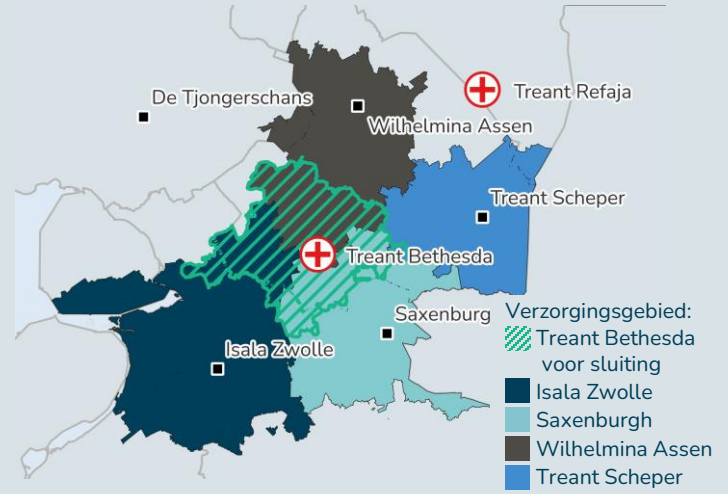 De Tjongerschans
Treant Refaja
Wilhelmina Assen
Treant Scheper
Treant Bethesda
Saxenburg
Isala Zwolle
Verzorgingsgebied:
Treant Bethesda
voor sluiting
Isala Zwolle
Saxenburgh
Wilhelmina Assen
Treant Scheper